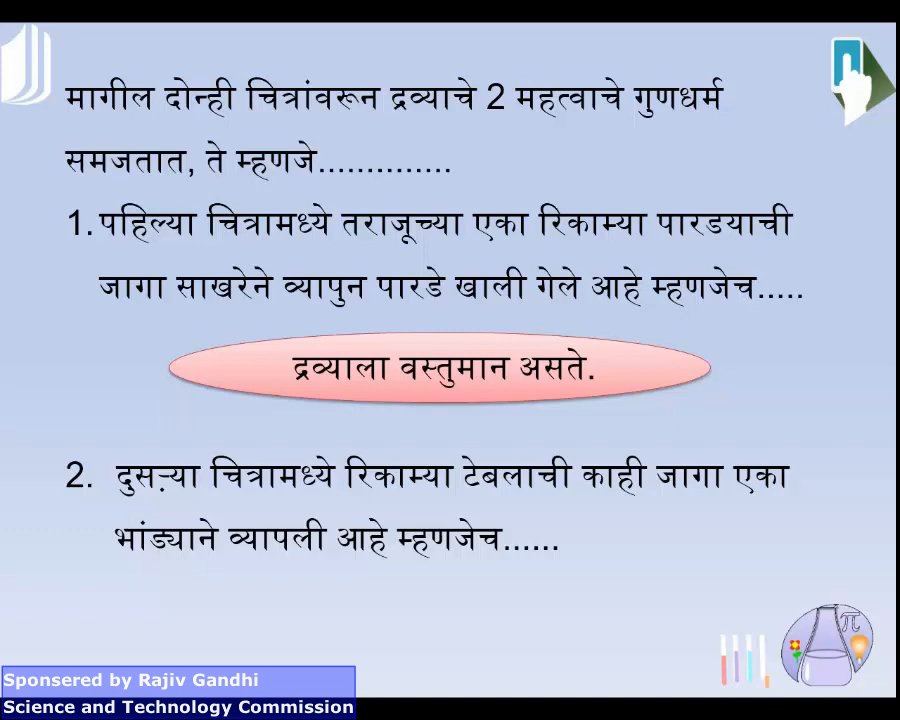 मागील दोन्ही चित्रांवरून द्रव्याचे 2 महत्वाचे गुणधर्म
समजतात, ते म्हणजे..............
1. पहिल्या चित्रामध्ये तराजूच्या एका रिकाम्या पारडयाची
जागा साखरेने व्यापुन पारडे खाली गेले आहे म्हणजेच.....
द्रव्याला वस्तुमान असते.
2. दुसऱ्या चित्रामध्ये रिकाम्या टेबलाची काही जागा एका
भांड्याने व्यापली आहे म्हणजेच......
π
Sponsered by Rajiv Gandhi
Science and Technology Commission